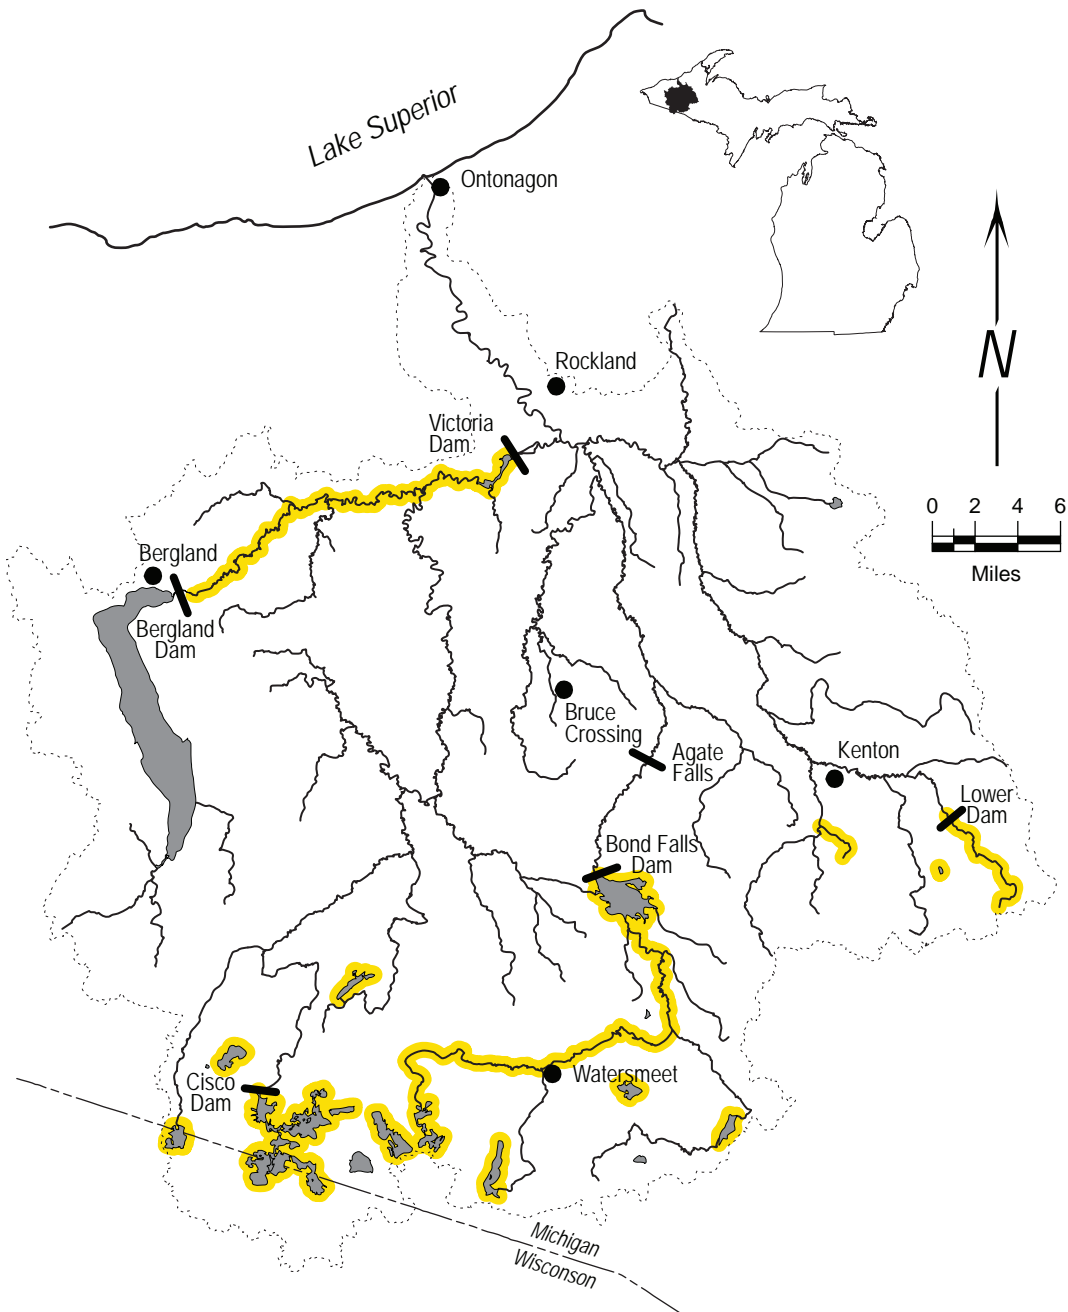 Lake Superior
Ontonagon
Rockland
Victoria
Dam
N
0 2 4 6
Miles
Bergland
Bergland
Dam
Bruce
Crossing
Agate
Falls
Kenton
Lower
Dam
Bond Falls
Dam
Cisco
Dam
Watersmeet
Michigan
Wisconson